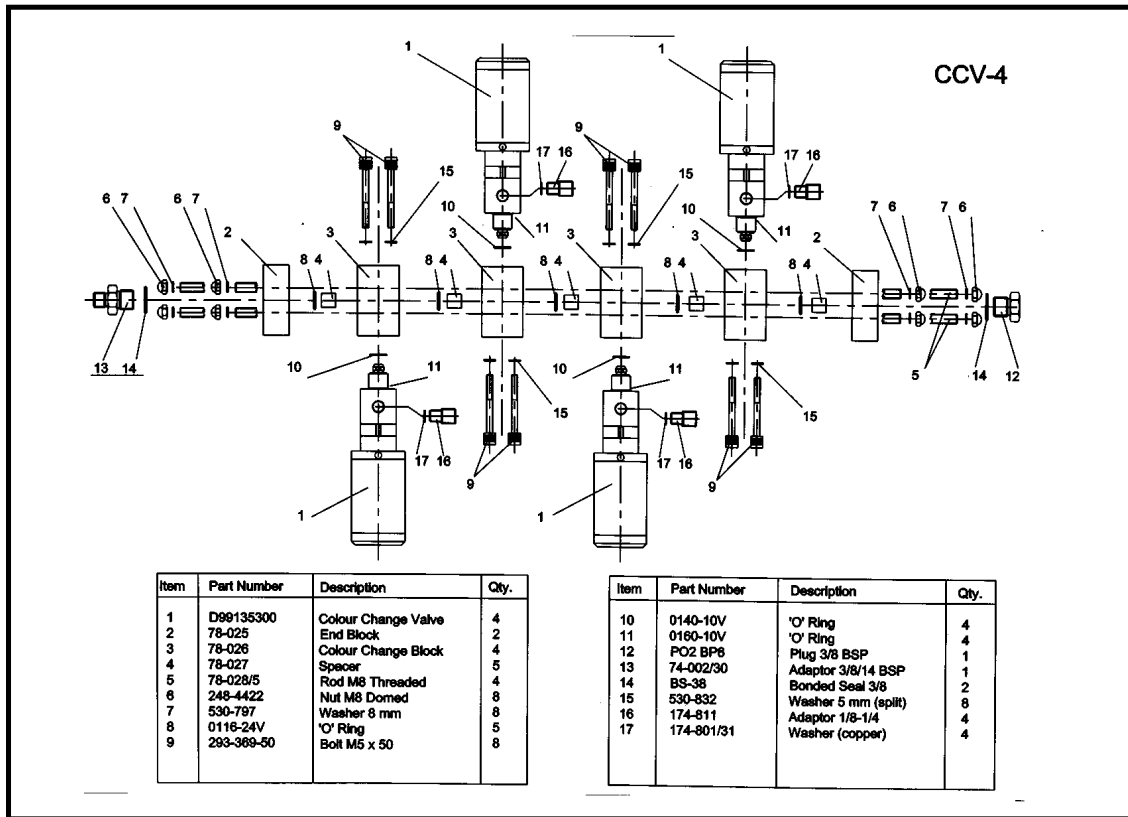 CCV-4
1
1
9
9
17 16
17 16
15
15
10
11
10
11
6 7 6 7
2
3
8 4
8 4
3
8 4
3
8 4
3
8 4
2
7 6 7 6
13 14
10
11
15
10
11
15
5
14 12
17 16
17 16
9
9
1
1
Item Part Number Description Qty.
1 D99135300 Colour Change Valve 4
2 78-025 End Block 2
3 78-026 Colour Change Block 4
4 78-027 Spacer 5
5 78-028/5 Rod M8 Threaded 4
6 248-4422 Nut M8 Domed 8
7 530-797 Washer 8 mm 8
8 0116-24V 'O' Ring 5
9 293-369-50 Bolt M5 x 50 8
Item Part Number Description Qty.
10 0140-10V 'O' Ring 4
11 0160-10V 'O' Ring 4
12 PO2 BP6 Plug 3/8 BSP 1
13 74-002/30 Adaptor 3/8/14 BSP 1
14 BS-38 Bonded Seal 3/8 2
15 530-832 Washer 5 mm (split) 8
16 174-811 Adaptor 1/8-1/4 4
17 174-801/31 Washer (copper) 4